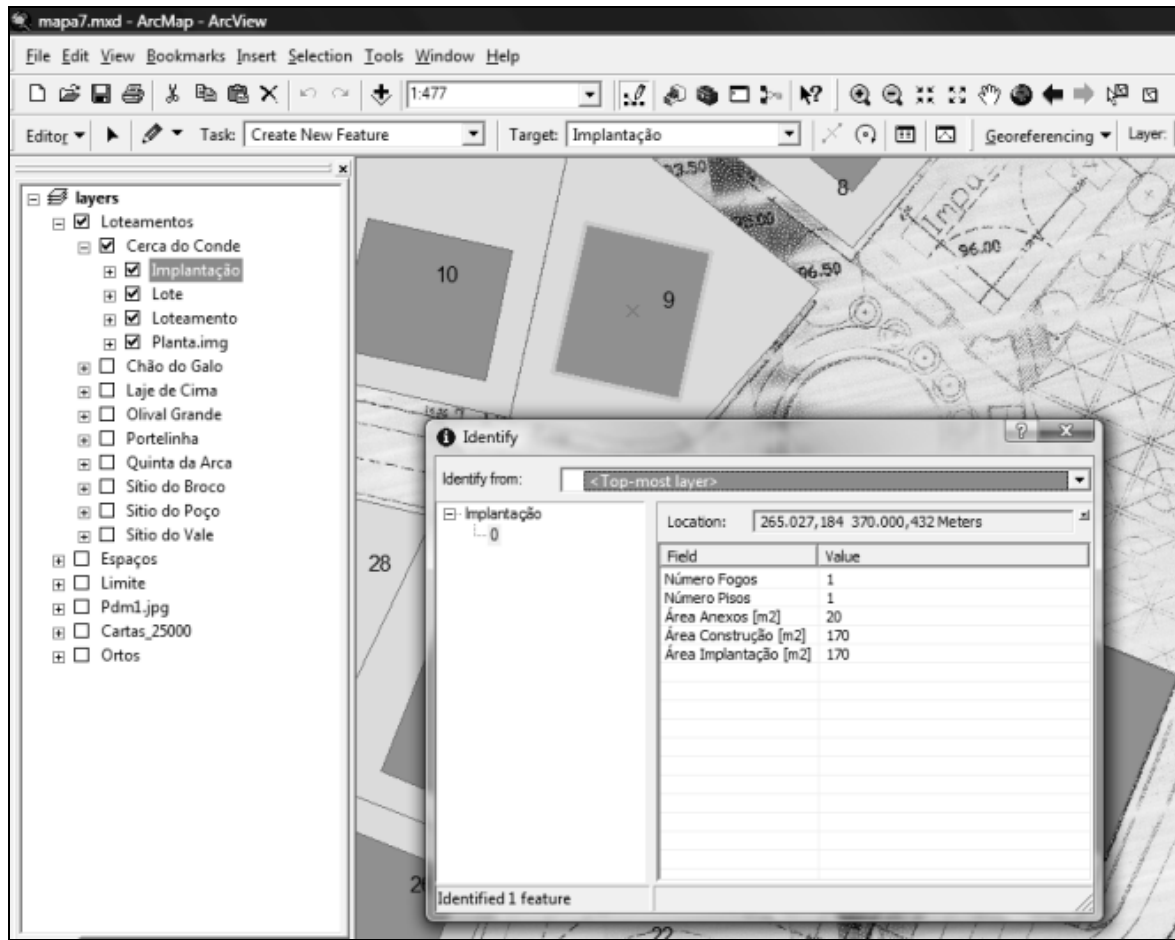 mapa7.mxd - ArcMap - ArcView
File Edit View Bookmarks Insert Selection Tools Window Help
1:477
Editor Task: Create New Feature Target: Implantação Georeferencing Layer:
layers
Loteamentos
Cerca do Conde
Implantação
Lote
Loteamento
Planta.img
Chão do Galo
Laje de Cima
Olival Grande
Portelinha
Quinta da Arca
Sítio do Broco
Sitio do Poço
Sítio do Vale
Espaços
Limite
Pdm1.jpg
Cartas_25000
Ortos
93.50
8
96.00
96.50
10
9
28
22
Identify
Identify from: <Top-most layer>
Implantação
0
Location: 265.027,184 370.000,432 Meters
Field Value
Número Fogos 1
Número Pisos 1
Área Anexos [m2] 20
Área Construção [m2] 170
Área Implantação [m2] 170
Identified 1 feature